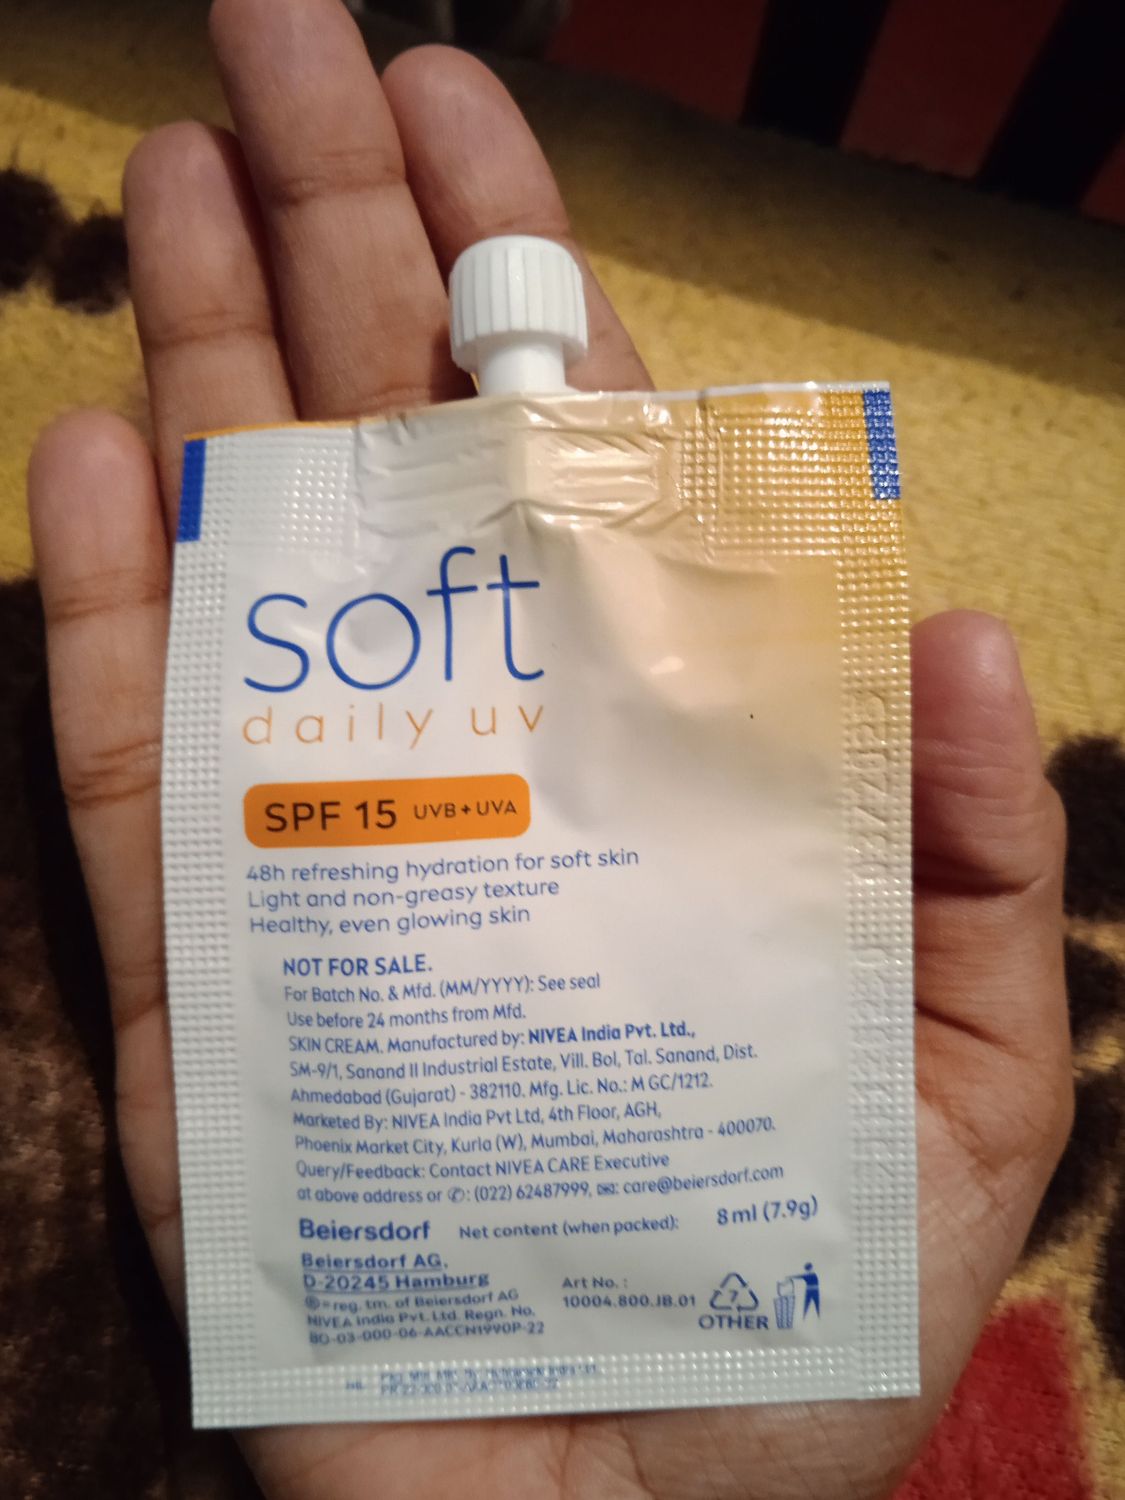 soft
daily uv
SPF 15 UVB + UVA
48h refreshing hydration for soft skin
Light and non-greasy texture
Healthy, even glowing skin
NOT FOR SALE.
For Batch No. & Mfd. (MM/YYYY): See seal
Use before 24 months from Mfd.
SKIN CREAM. Manufactured by: NIVEA India Pvt. Ltd.,
SM-9/1, Sanand II Industrial Estate, Vill. Bol, Tal. Sanand, Dist.
Ahmedabad (Gujarat) - 382110. Mfg. Lic. No.: M GC/1212.
Marketed By: NIVEA India Pvt Ltd, 4th Floor, AGH,
Phoenix Market City, Kurla (W), Mumbai, Maharashtra - 400070.
Query/Feedback: Contact NIVEA CARE Executive
at above address or ✆: (022) 62487999, ✉: care@beiersdorf.com
Beiersdorf Net content (when packed): 8 ml (7.9g)
Beiersdorf AG,
D-20245 Hamburg
® = reg. tm. of Beiersdorf AG
NIVEA India Pvt. Ltd. Regn. No.
BO-03-000-06-AACCN1990P-22
Art No. :
10004.800.JB.01
7
OTHER